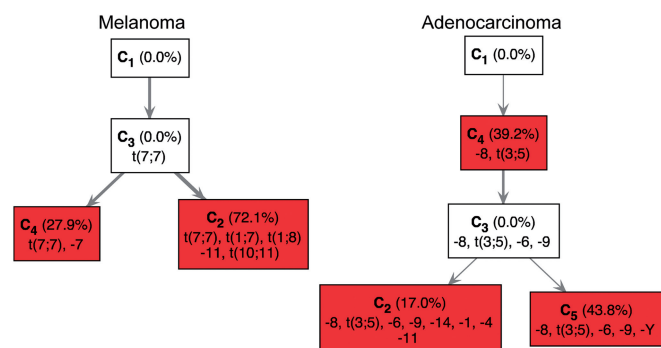 Melanoma
C1 (0.0%)
C3 (0.0%)
t(7;7)
C4 (27.9%)
t(7;7), -7
C2 (72.1%)
t(7;7), t(1;7), t(1;8)
-11, t(10;11)
Adenocarcinoma
C1 (0.0%)
C4 (39.2%)
-8, t(3;5)
C3 (0.0%)
-8, t(3;5), -6, -9
C2 (17.0%)
-8, t(3;5), -6, -9, -14, -1, -4
-11
C5 (43.8%)
-8, t(3;5), -6, -9, -Y